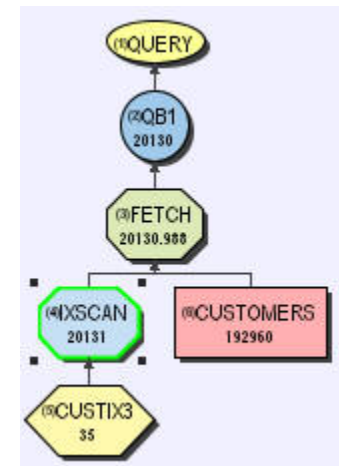 (1)QUERY
(2)QB1
20130
(3)FETCH
20130.988
(4)IXSCAN
20131
(6)CUSTOMERS
192960
(5)CUSTIX3
35